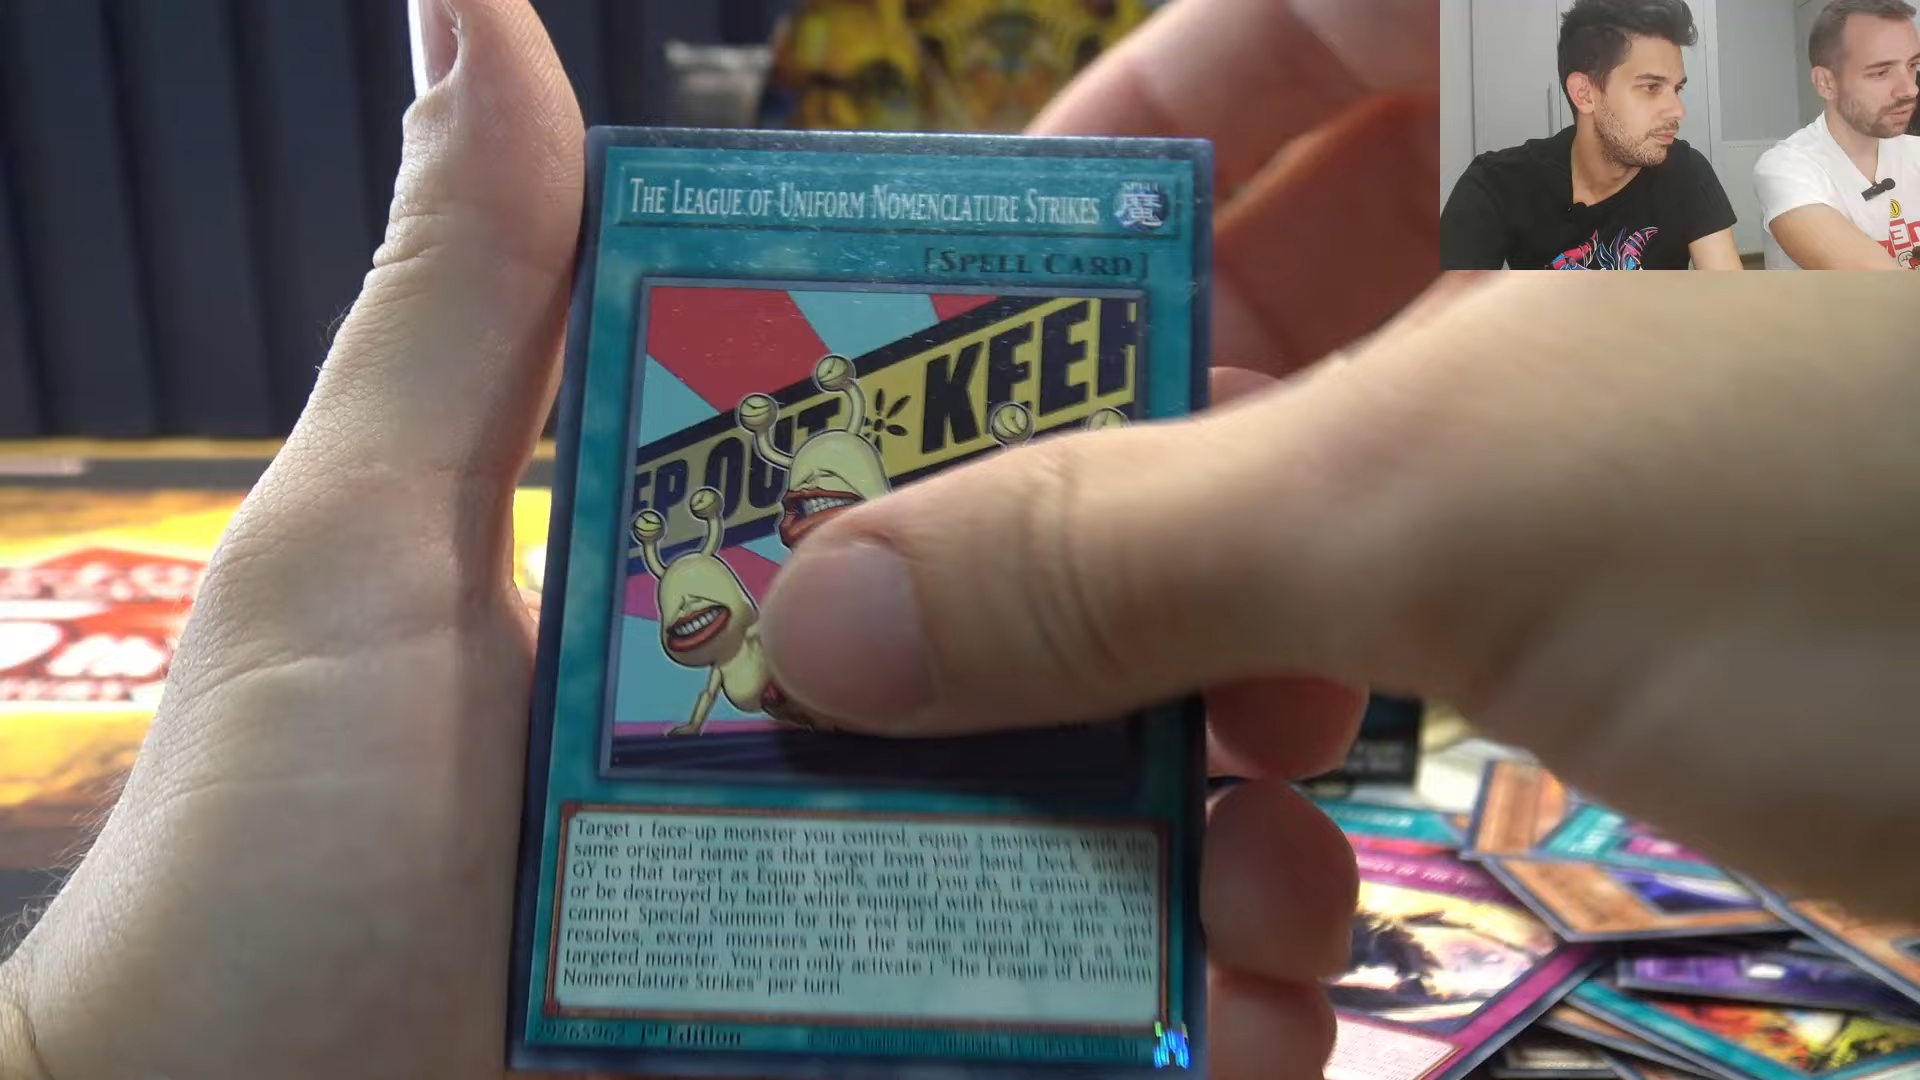 THE LEAGUE OF UNIFORM NOMENCLATURE STRIKES 魔
[SPELL CARD]
EP OUT KEEP
Target 1 face-up monster you control; equip 2 monsters with the
same original name as that target from your hand, Deck, and/or
GY to that target as Equip Spells, and if you do, it cannot attack
or be destroyed by battle while equipped with those 2 cards. You
cannot Special Summon for the rest of this turn after this card
resolves, except monsters with the same original Type as the
targeted monster. You can only activate 1 "The League of Uniform
Nomenclature Strikes" per turn.
29265962 1st Edition